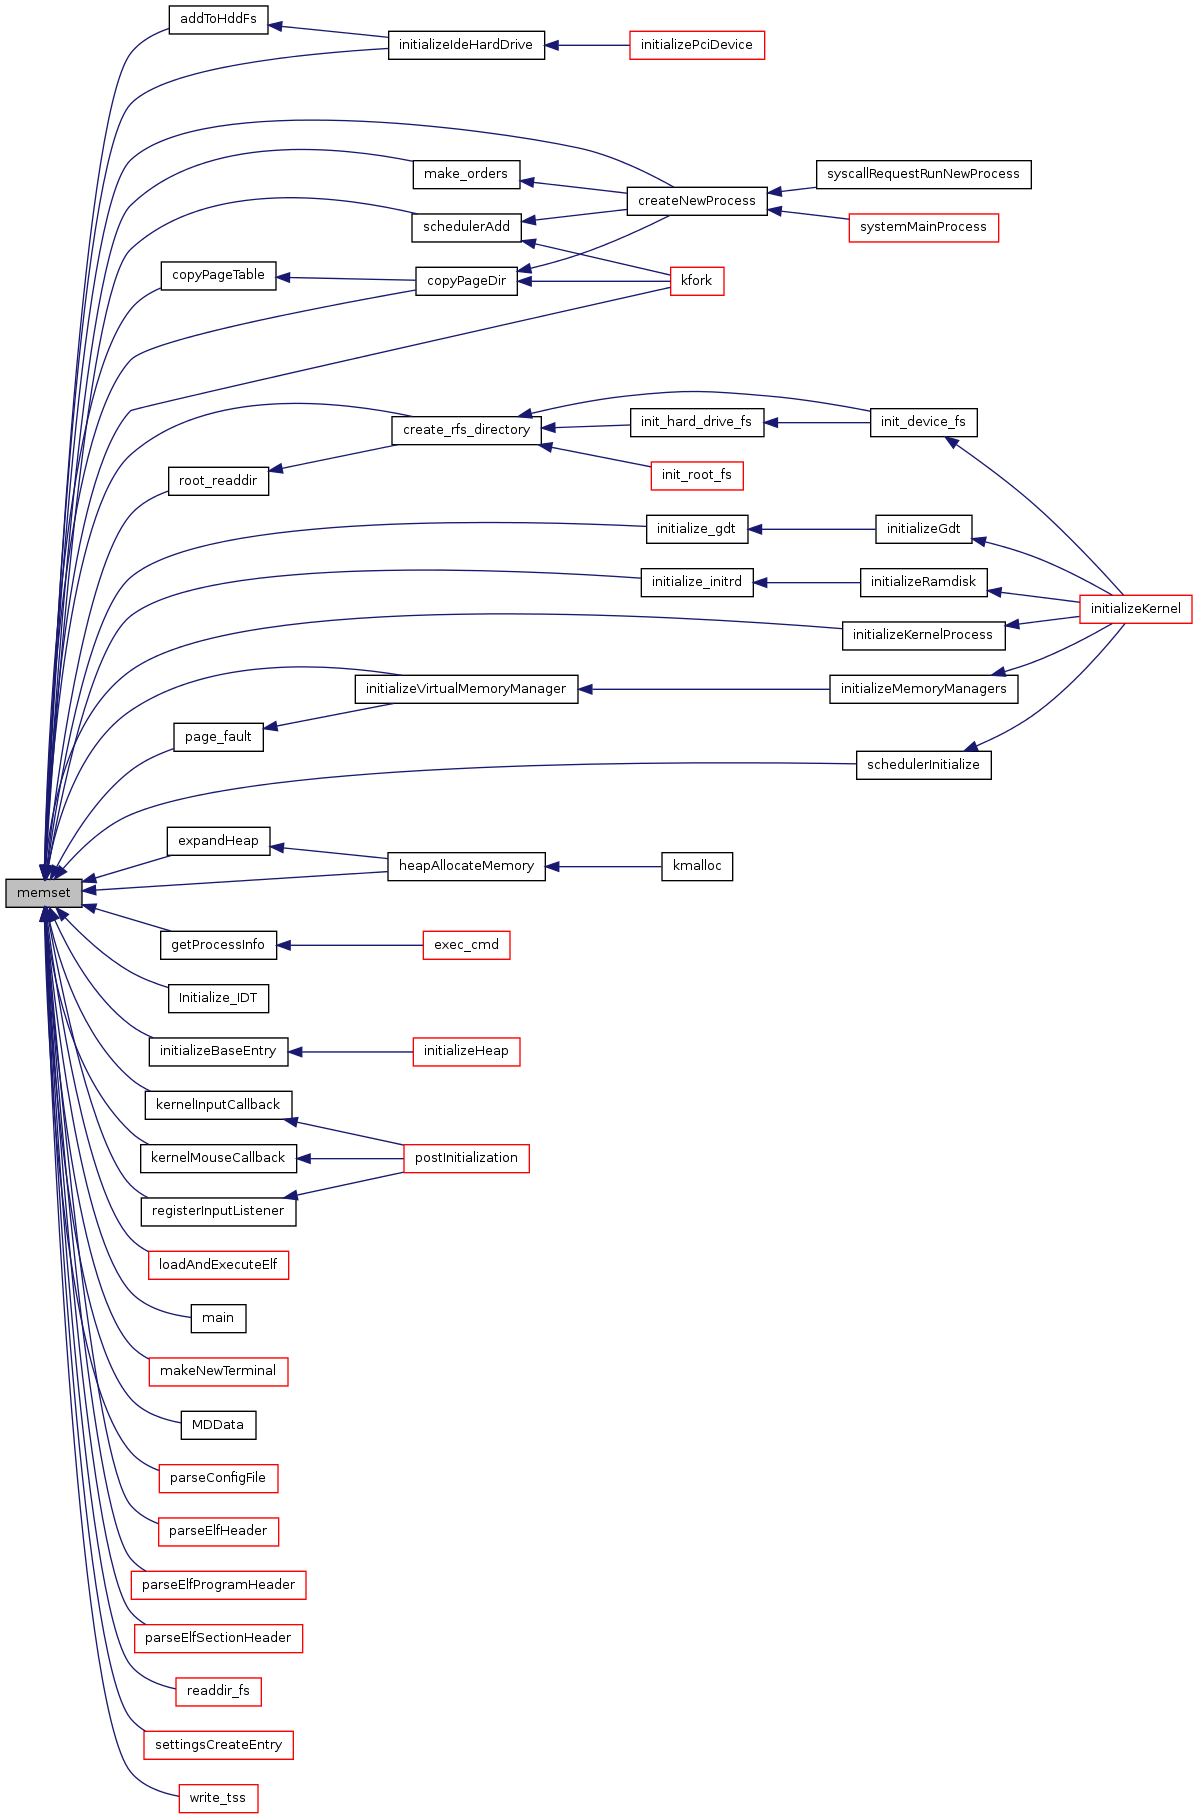 addToHddFs
initializeIdeHardDrive
initializePciDevice
make_orders
syscallRequestRunNewProcess
createNewProcess
schedulerAdd
systemMainProcess
copyPageTable
copyPageDir
kfork
create_rfs_directory
init_hard_drive_fs
init_device_fs
root_readdir
init_root_fs
initialize_gdt
initializeGdt
initialize_initrd
initializeRamdisk
initializeKernel
initializeKernelProcess
initializeVirtualMemoryManager
initializeMemoryManagers
page_fault
schedulerInitialize
expandHeap
heapAllocateMemory
kmalloc
memset
getProcessInfo
exec_cmd
Initialize_IDT
initializeBaseEntry
initializeHeap
kernelInputCallback
kernelMouseCallback
postInitialization
registerInputListener
loadAndExecuteElf
main
makeNewTerminal
MDData
parseConfigFile
parseElfHeader
parseElfProgramHeader
parseElfSectionHeader
readdir_fs
settingsCreateEntry
write_tss